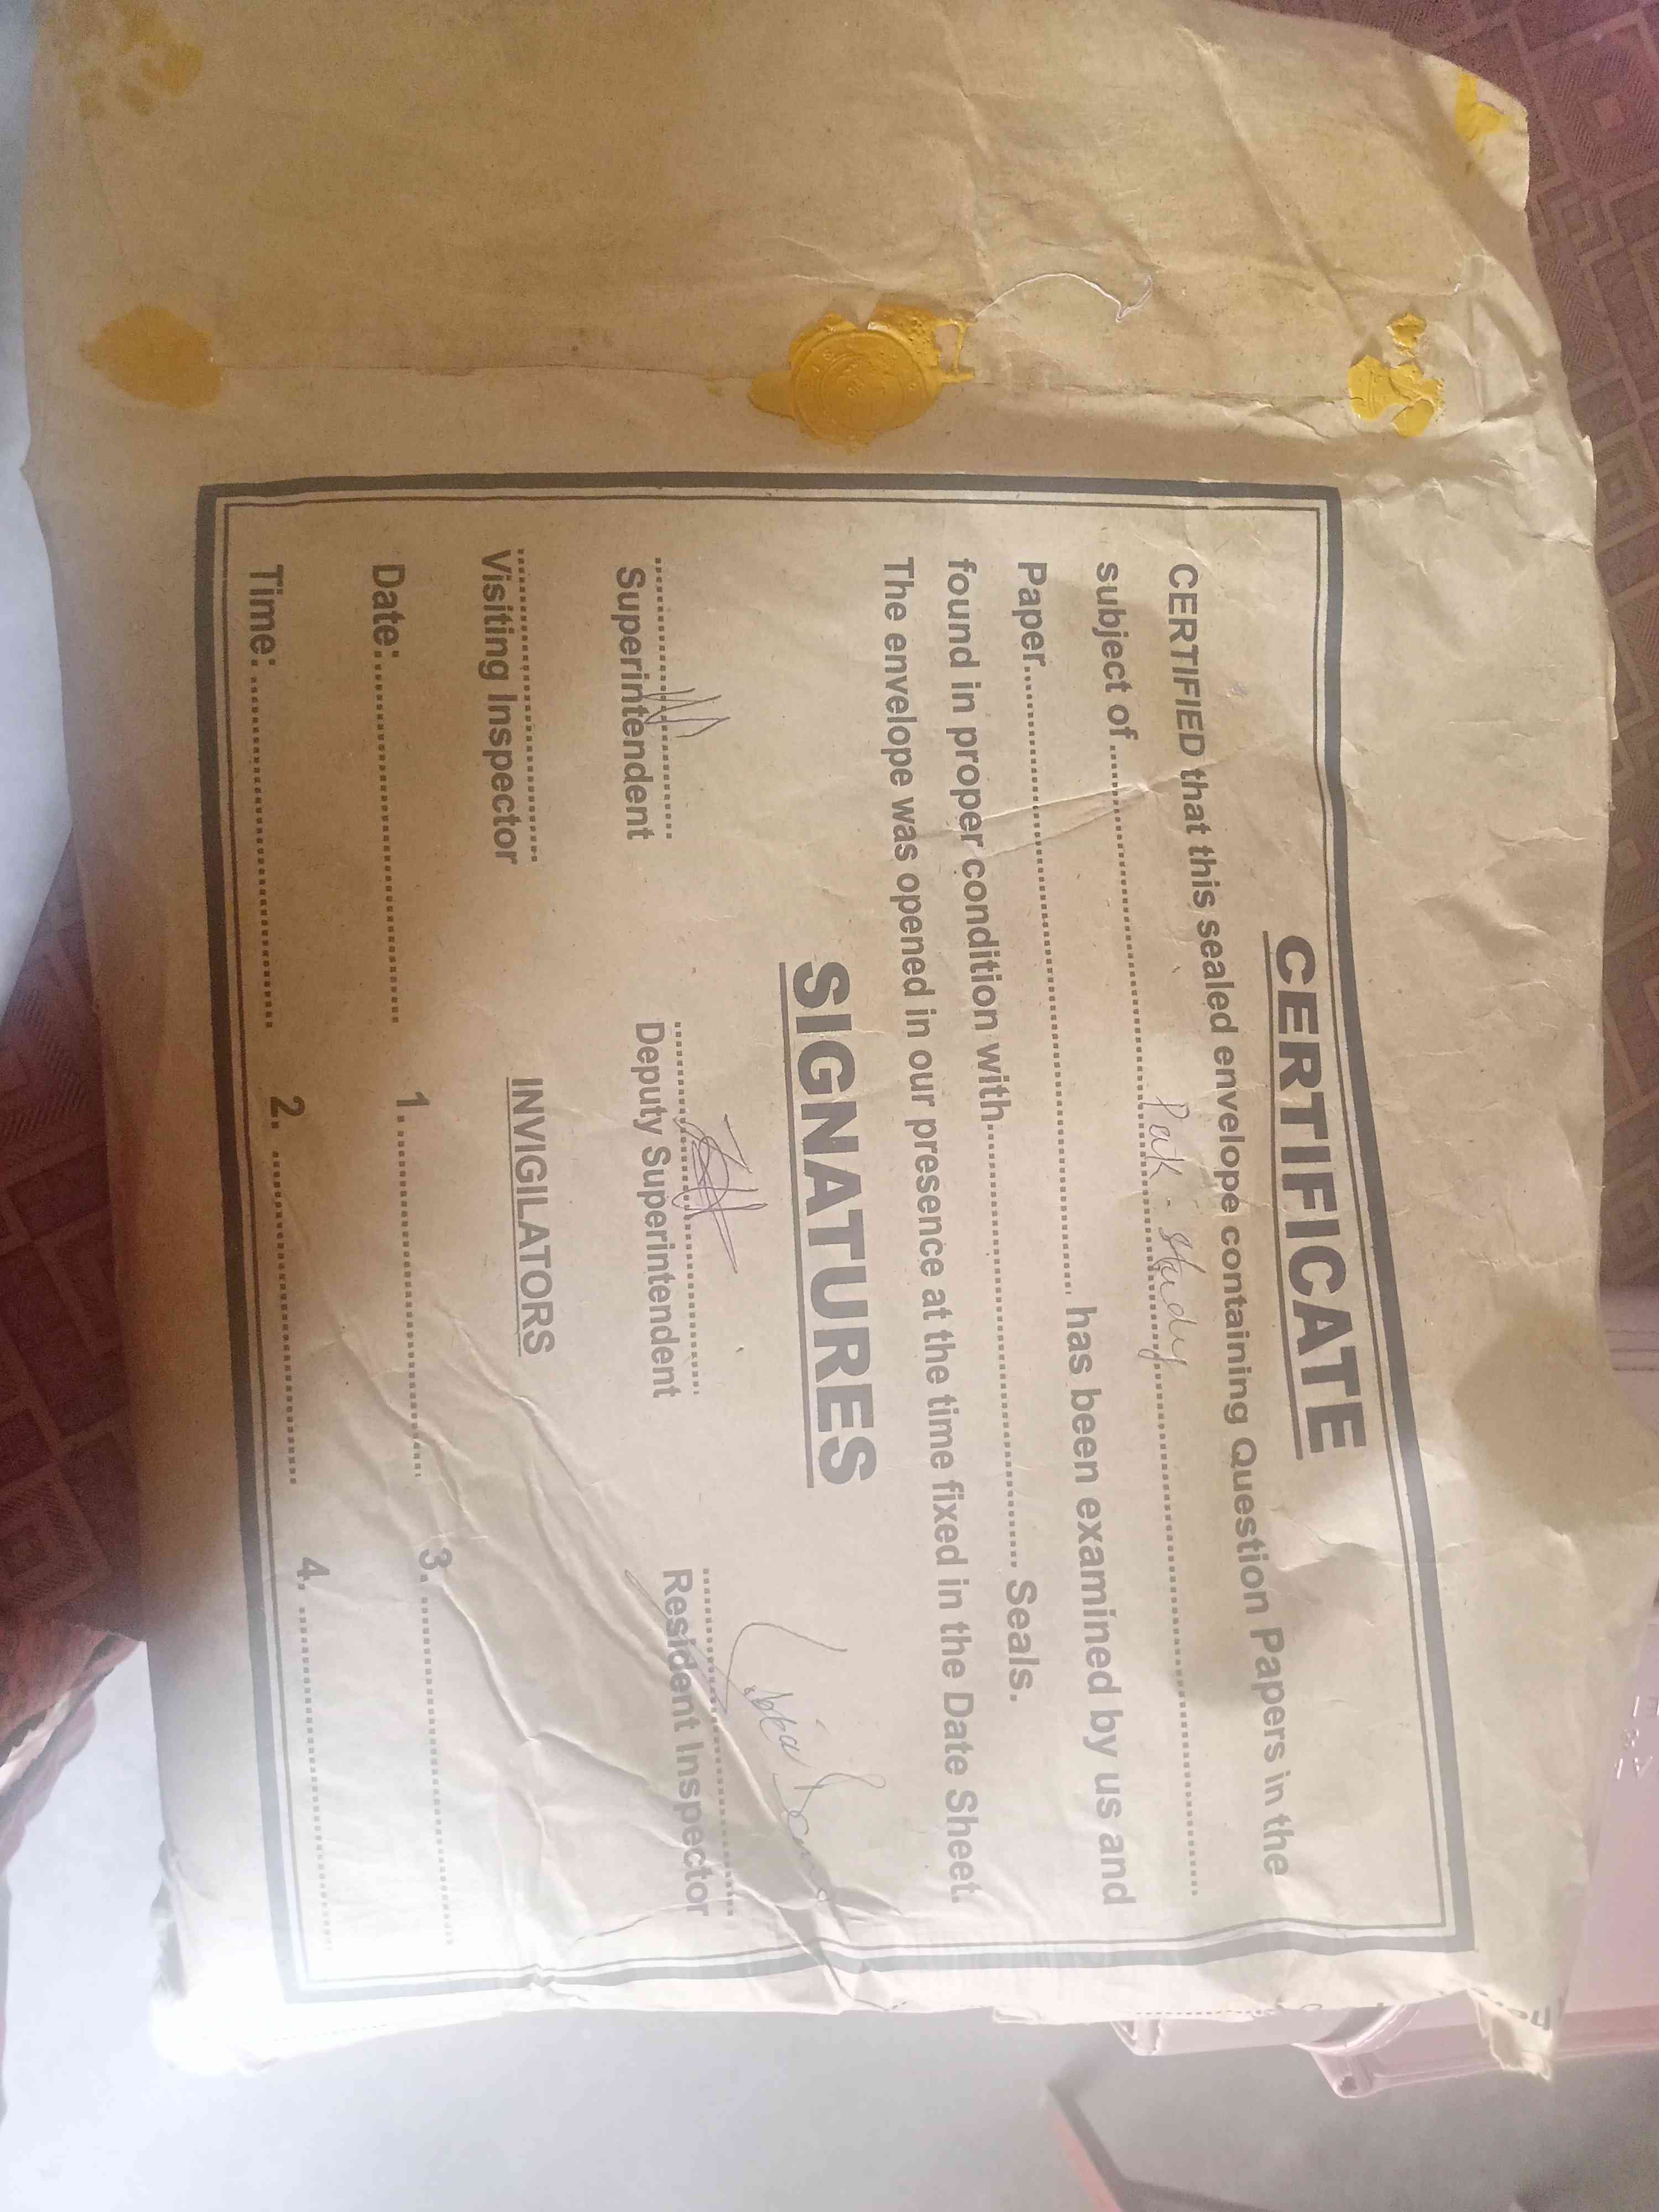 CERTIFICATE
CERTIFIED that this sealed envelope containing Question Papers in the
subject of Pak - Study
Paper has been examined by us and
found in proper condition with Seals.
The envelope was opened in our presence at the time fixed in the Date Sheet.
SIGNATURES
Superintendent Deputy Superintendent Resident Inspector
Visiting Inspector INVIGILATORS
Date: 1. 3.
Time: 2. 4.